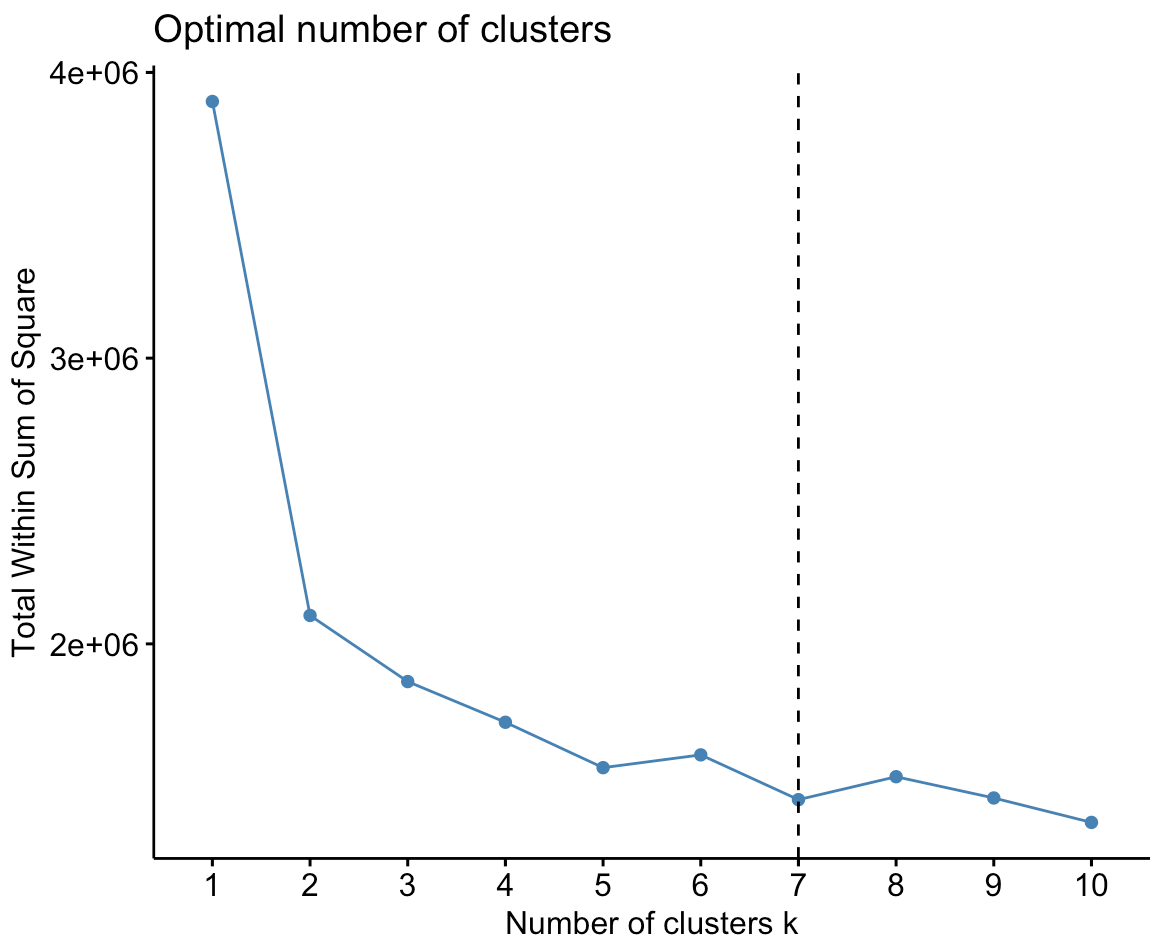 Optimal number of clusters
Total Within Sum of Square
4e+06
3e+06
2e+06
1 2 3 4 5 6 7 8 9 10
Number of clusters k